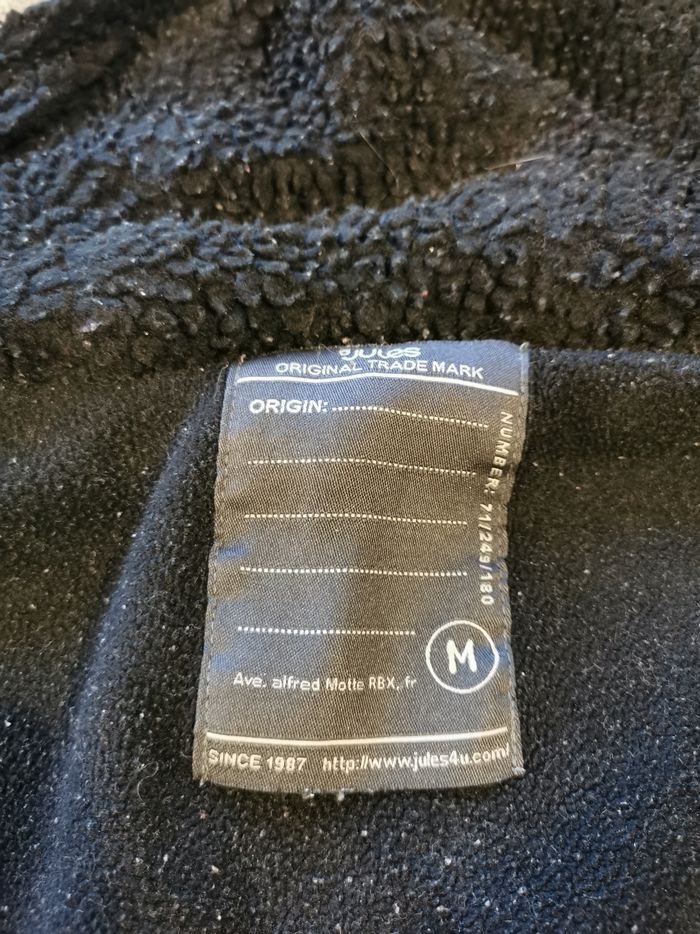 Jules
ORIGINAL TRADE MARK
ORIGIN:
NUMBER: 71/249/180
M
Ave. alfred Motte RBX, fr
SINCE 1987 http://www.jules4u.com/